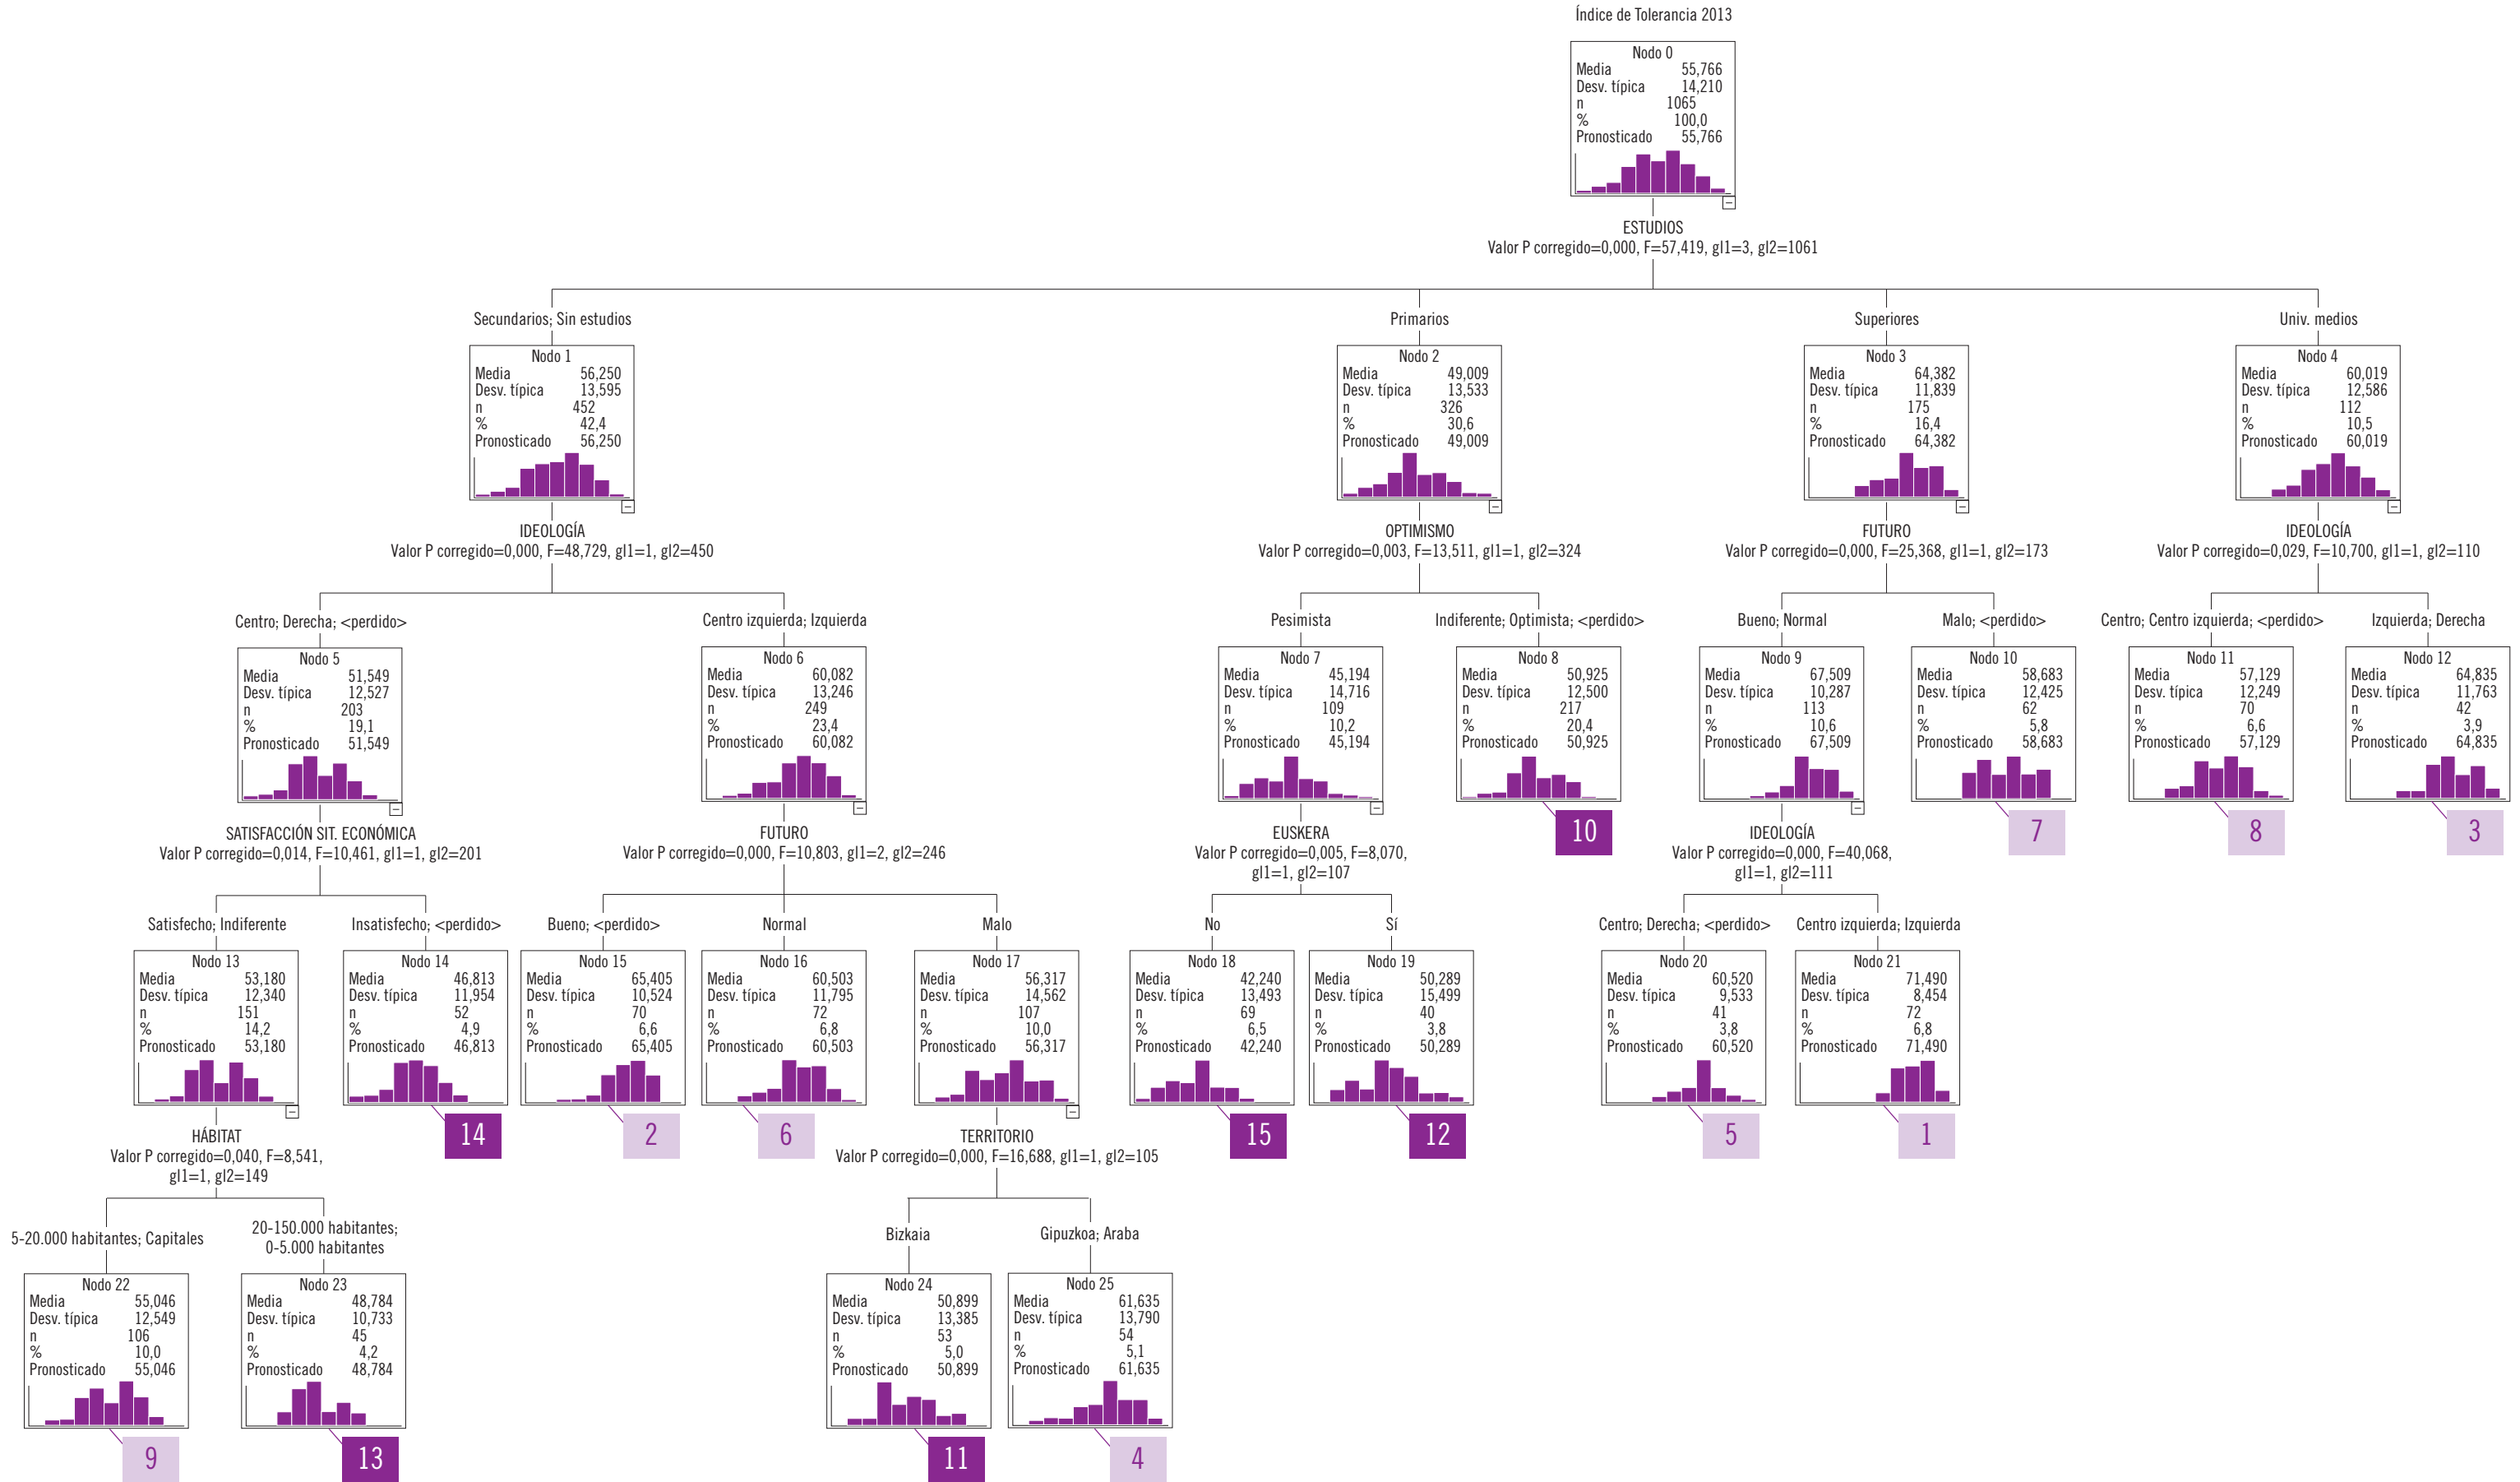 Índice de Tolerancia 2013
Nodo 0
Media 55,766
Desv. típica 14,210
n 1065
% 100,0
Pronosticado 55,766
ESTUDIOS
Valor P corregido=0,000, F=57,419, gl1=3, gl2=1061
Secundarios; Sin estudios
Nodo 1
Media 56,250
Desv. típica 13,595
n 452
% 42,4
Pronosticado 56,250
IDEOLOGÍA
Valor P corregido=0,000, F=48,729, gl1=1, gl2=450
Primarios
Nodo 2
Media 49,009
Desv. típica 13,533
n 326
% 30,6
Pronosticado 49,009
OPTIMISMO
Valor P corregido=0,003, F=13,511, gl1=1, gl2=324
Superiores
Nodo 3
Media 64,382
Desv. típica 11,839
n 175
% 16,4
Pronosticado 64,382
FUTURO
Valor P corregido=0,000, F=25,368, gl1=1, gl2=173
Univ. medios
Nodo 4
Media 60,019
Desv. típica 12,586
n 112
% 10,5
Pronosticado 60,019
IDEOLOGÍA
Valor P corregido=0,029, F=10,700, gl1=1, gl2=110
Centro; Derecha; <perdido>
Nodo 5
Media 51,549
Desv. típica 12,527
n 203
% 19,1
Pronosticado 51,549
SATISFACCIÓN SIT. ECONÓMICA
Valor P corregido=0,014, F=10,461, gl1=1, gl2=201
Centro izquierda; Izquierda
Nodo 6
Media 60,082
Desv. típica 13,246
n 249
% 23,4
Pronosticado 60,082
FUTURO
Valor P corregido=0,000, F=10,803, gl1=2, gl2=246
Pesimista
Nodo 7
Media 45,194
Desv. típica 14,716
n 109
% 10,2
Pronosticado 45,194
EUSKERA
Valor P corregido=0,005, F=8,070,
gl1=1, gl2=107
Indiferente; Optimista; <perdido>
Nodo 8
Media 50,925
Desv. típica 12,500
n 217
% 20,4
Pronosticado 50,925
10
Bueno; Normal
Nodo 9
Media 67,509
Desv. típica 10,287
n 113
% 10,6
Pronosticado 67,509
IDEOLOGÍA
Valor P corregido=0,000, F=40,068,
gl1=1, gl2=111
Malo; <perdido>
Nodo 10
Media 58,683
Desv. típica 12,425
n 62
% 5,8
Pronosticado 58,683
7
Centro; Centro izquierda; <perdido>
Nodo 11
Media 57,129
Desv. típica 12,249
n 70
% 6,6
Pronosticado 57,129
8
Izquierda; Derecha
Nodo 12
Media 64,835
Desv. típica 11,763
n 42
% 3,9
Pronosticado 64,835
3
Satisfecho; Indiferente
Nodo 13
Media 53,180
Desv. típica 12,340
n 151
% 14,2
Pronosticado 53,180
HÁBITAT
Valor P corregido=0,040, F=8,541,
gl1=1, gl2=149
Insatisfecho; <perdido>
Nodo 14
Media 46,813
Desv. típica 11,954
n 52
% 4,9
Pronosticado 46,813
14
Bueno; <perdido>
Nodo 15
Media 65,405
Desv. típica 10,524
n 70
% 6,6
Pronosticado 65,405
2
Normal
Nodo 16
Media 60,503
Desv. típica 11,795
n 72
% 6,8
Pronosticado 60,503
6
Malo
Nodo 17
Media 56,317
Desv. típica 14,562
n 107
% 10,0
Pronosticado 56,317
TERRITORIO
Valor P corregido=0,000, F=16,688, gl1=1, gl2=105
No
Nodo 18
Media 42,240
Desv. típica 13,493
n 69
% 6,5
Pronosticado 42,240
15
Sí
Nodo 19
Media 50,289
Desv. típica 15,499
n 40
% 3,8
Pronosticado 50,289
12
Centro; Derecha; <perdido>
Nodo 20
Media 60,520
Desv. típica 9,533
n 41
% 3,8
Pronosticado 60,520
5
Centro izquierda; Izquierda
Nodo 21
Media 71,490
Desv. típica 8,454
n 72
% 6,8
Pronosticado 71,490
1
5-20.000 habitantes; Capitales
Nodo 22
Media 55,046
Desv. típica 12,549
n 106
% 10,0
Pronosticado 55,046
9
20-150.000 habitantes;
0-5.000 habitantes
Nodo 23
Media 48,784
Desv. típica 10,733
n 45
% 4,2
Pronosticado 48,784
13
Bizkaia
Nodo 24
Media 50,899
Desv. típica 13,385
n 53
% 5,0
Pronosticado 50,899
11
Gipuzkoa; Araba
Nodo 25
Media 61,635
Desv. típica 13,790
n 54
% 5,1
Pronosticado 61,635
4